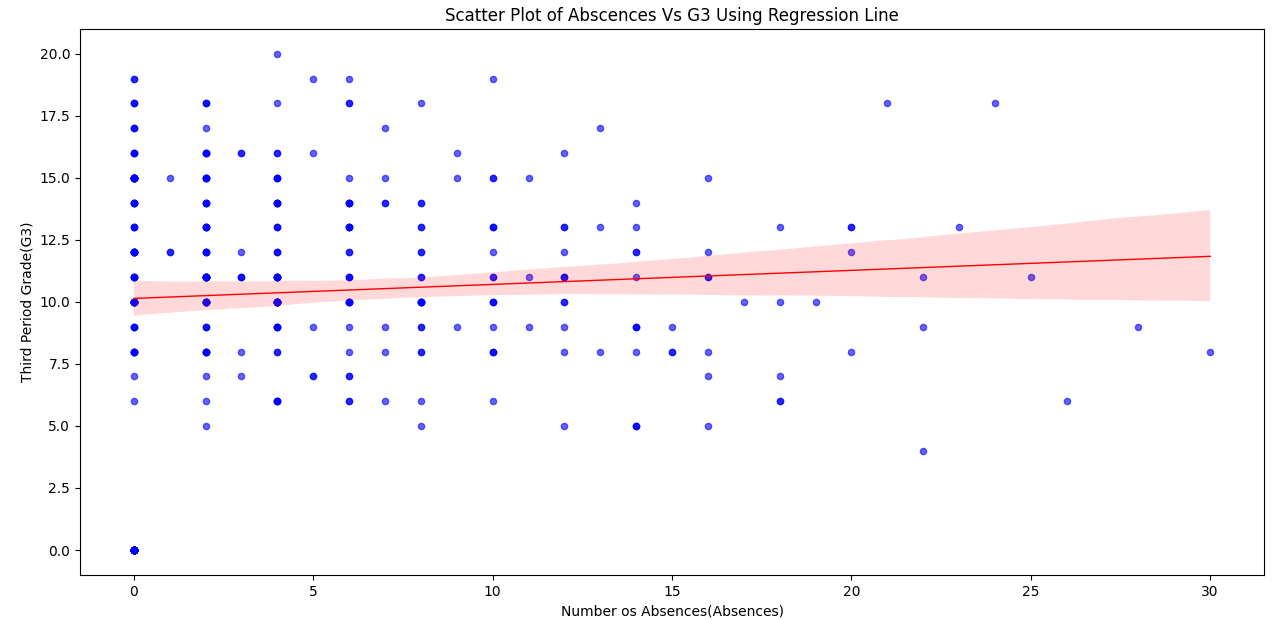 Scatter Plot of Abscences Vs G3 Using Regression Line
20.0
17.5
15.0
12.5
10.0
7.5
5.0
2.5
0.0
Third Period Grade(G3)
0 5 10 15 20 25 30
Number os Absences(Absences)